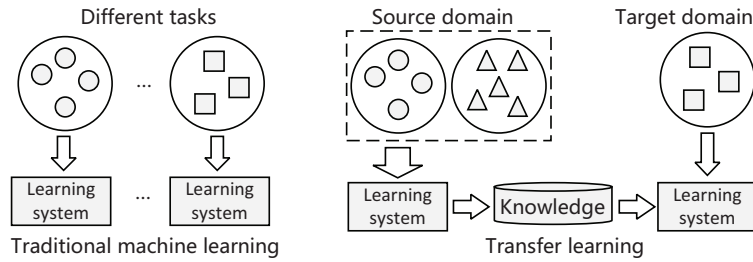 Different tasks
Source domain
Target domain
...
Learning
system
...
Learning
system
Learning
system
Knowledge
Learning
system
Traditional machine learning
Transfer learning